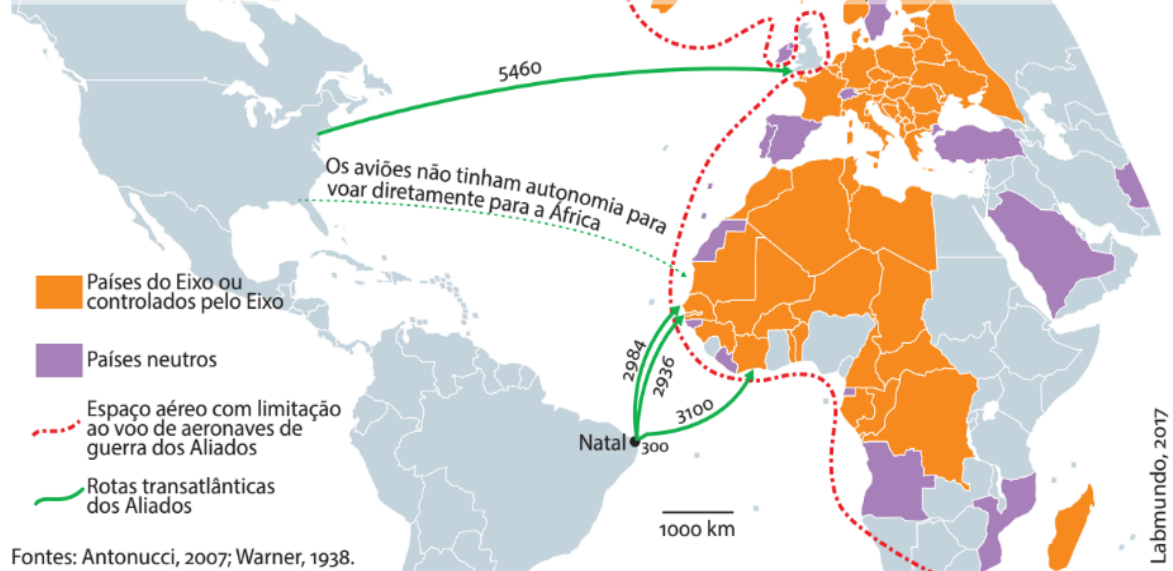 5460
Os aviões não tinham autonomia para
voar diretamente para a África
Países do Eixo ou
controlados pelo Eixo
Países neutros
Espaço aéreo com limitação
ao voo de aeronaves de
guerra dos Aliados
Rotas transatlânticas
dos Aliados
2984
2936
3100
Natal
300
1000 km
Fontes: Antonucci, 2007; Warner, 1938.
Labmundo, 2017